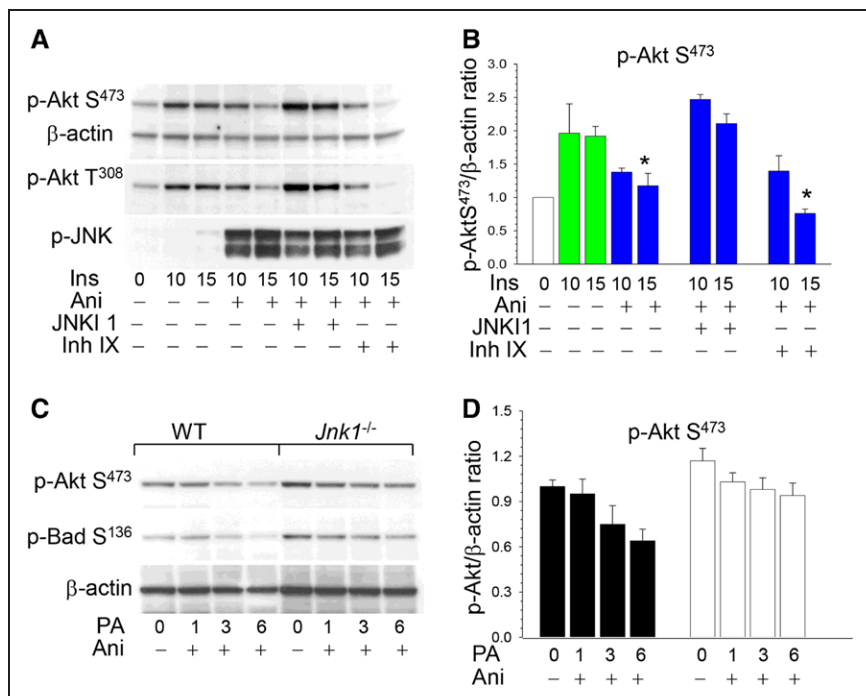 A
p-Akt S473
β-actin
p-Akt T308
p-JNK
Ins 0 10 15 10 15 10 15 10 15
Ani − − − + + + + + +
JNKI 1 − − − − − + + − −
Inh IX − − − − − − − + +
B
p-Akt S473
p-AktS473/β-actin ratio
3.0
2.5
2.0
1.5
1.0
0.5
0.0
* *
Ins 0 10 15 10 15 10 15 10 15
Ani − − − + + + + + +
JNKI1 − − − − − + + − −
Inh IX − − − − − − − + +
C
WT Jnk1-/-
p-Akt S473
p-Bad S136
β-actin
PA 0 1 3 6 0 1 3 6
Ani − + + + − + + +
D
p-Akt S473
p-Akt/β-actin ratio
1.5
1.2
0.9
0.6
0.0
PA 0 1 3 6 0 1 3 6
Ani − + + + − + + +